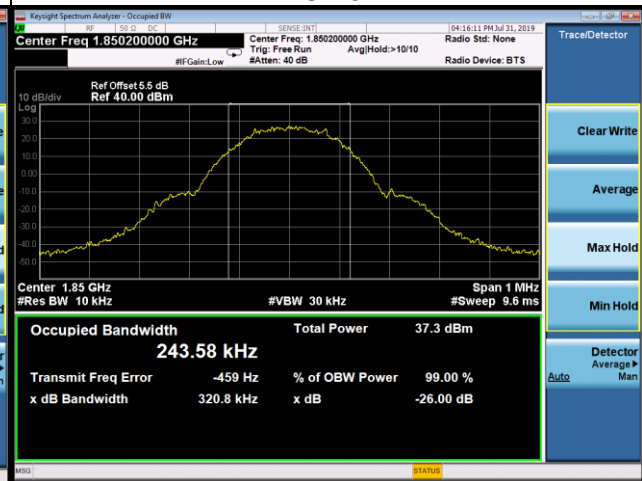 Keysight Spectrum Analyzer - Occupied BW
RF 50 Ω DC SENSE:INT 04:16:11 PM Jul 31, 2019
Center Freq 1.850200000 GHz
Center Freq: 1.850200000 GHz
Radio Std: None
Trig: Free Run Avg|Hold:>10/10
#IFGain:Low
#Atten: 40 dB
Radio Device: BTS
Ref Offset 5.5 dB
10 dB/div Ref 40.00 dBm
Log
30.0
20.0
10.0
0.00
-10.0
-20.0
-30.0
-40.0
-50.0
Center 1.85 GHz
Span 1 MHz
#Res BW 10 kHz
#VBW 30 kHz
#Sweep 9.6 ms
Occupied Bandwidth
Total Power 37.3 dBm
243.58 kHz
Transmit Freq Error -459 Hz
% of OBW Power 99.00 %
x dB Bandwidth 320.8 kHz
x dB -26.00 dB
MSG
STATUS
Trace/Detector
Clear Write
Average
Max Hold
Min Hold
Detector
Average
Auto Man